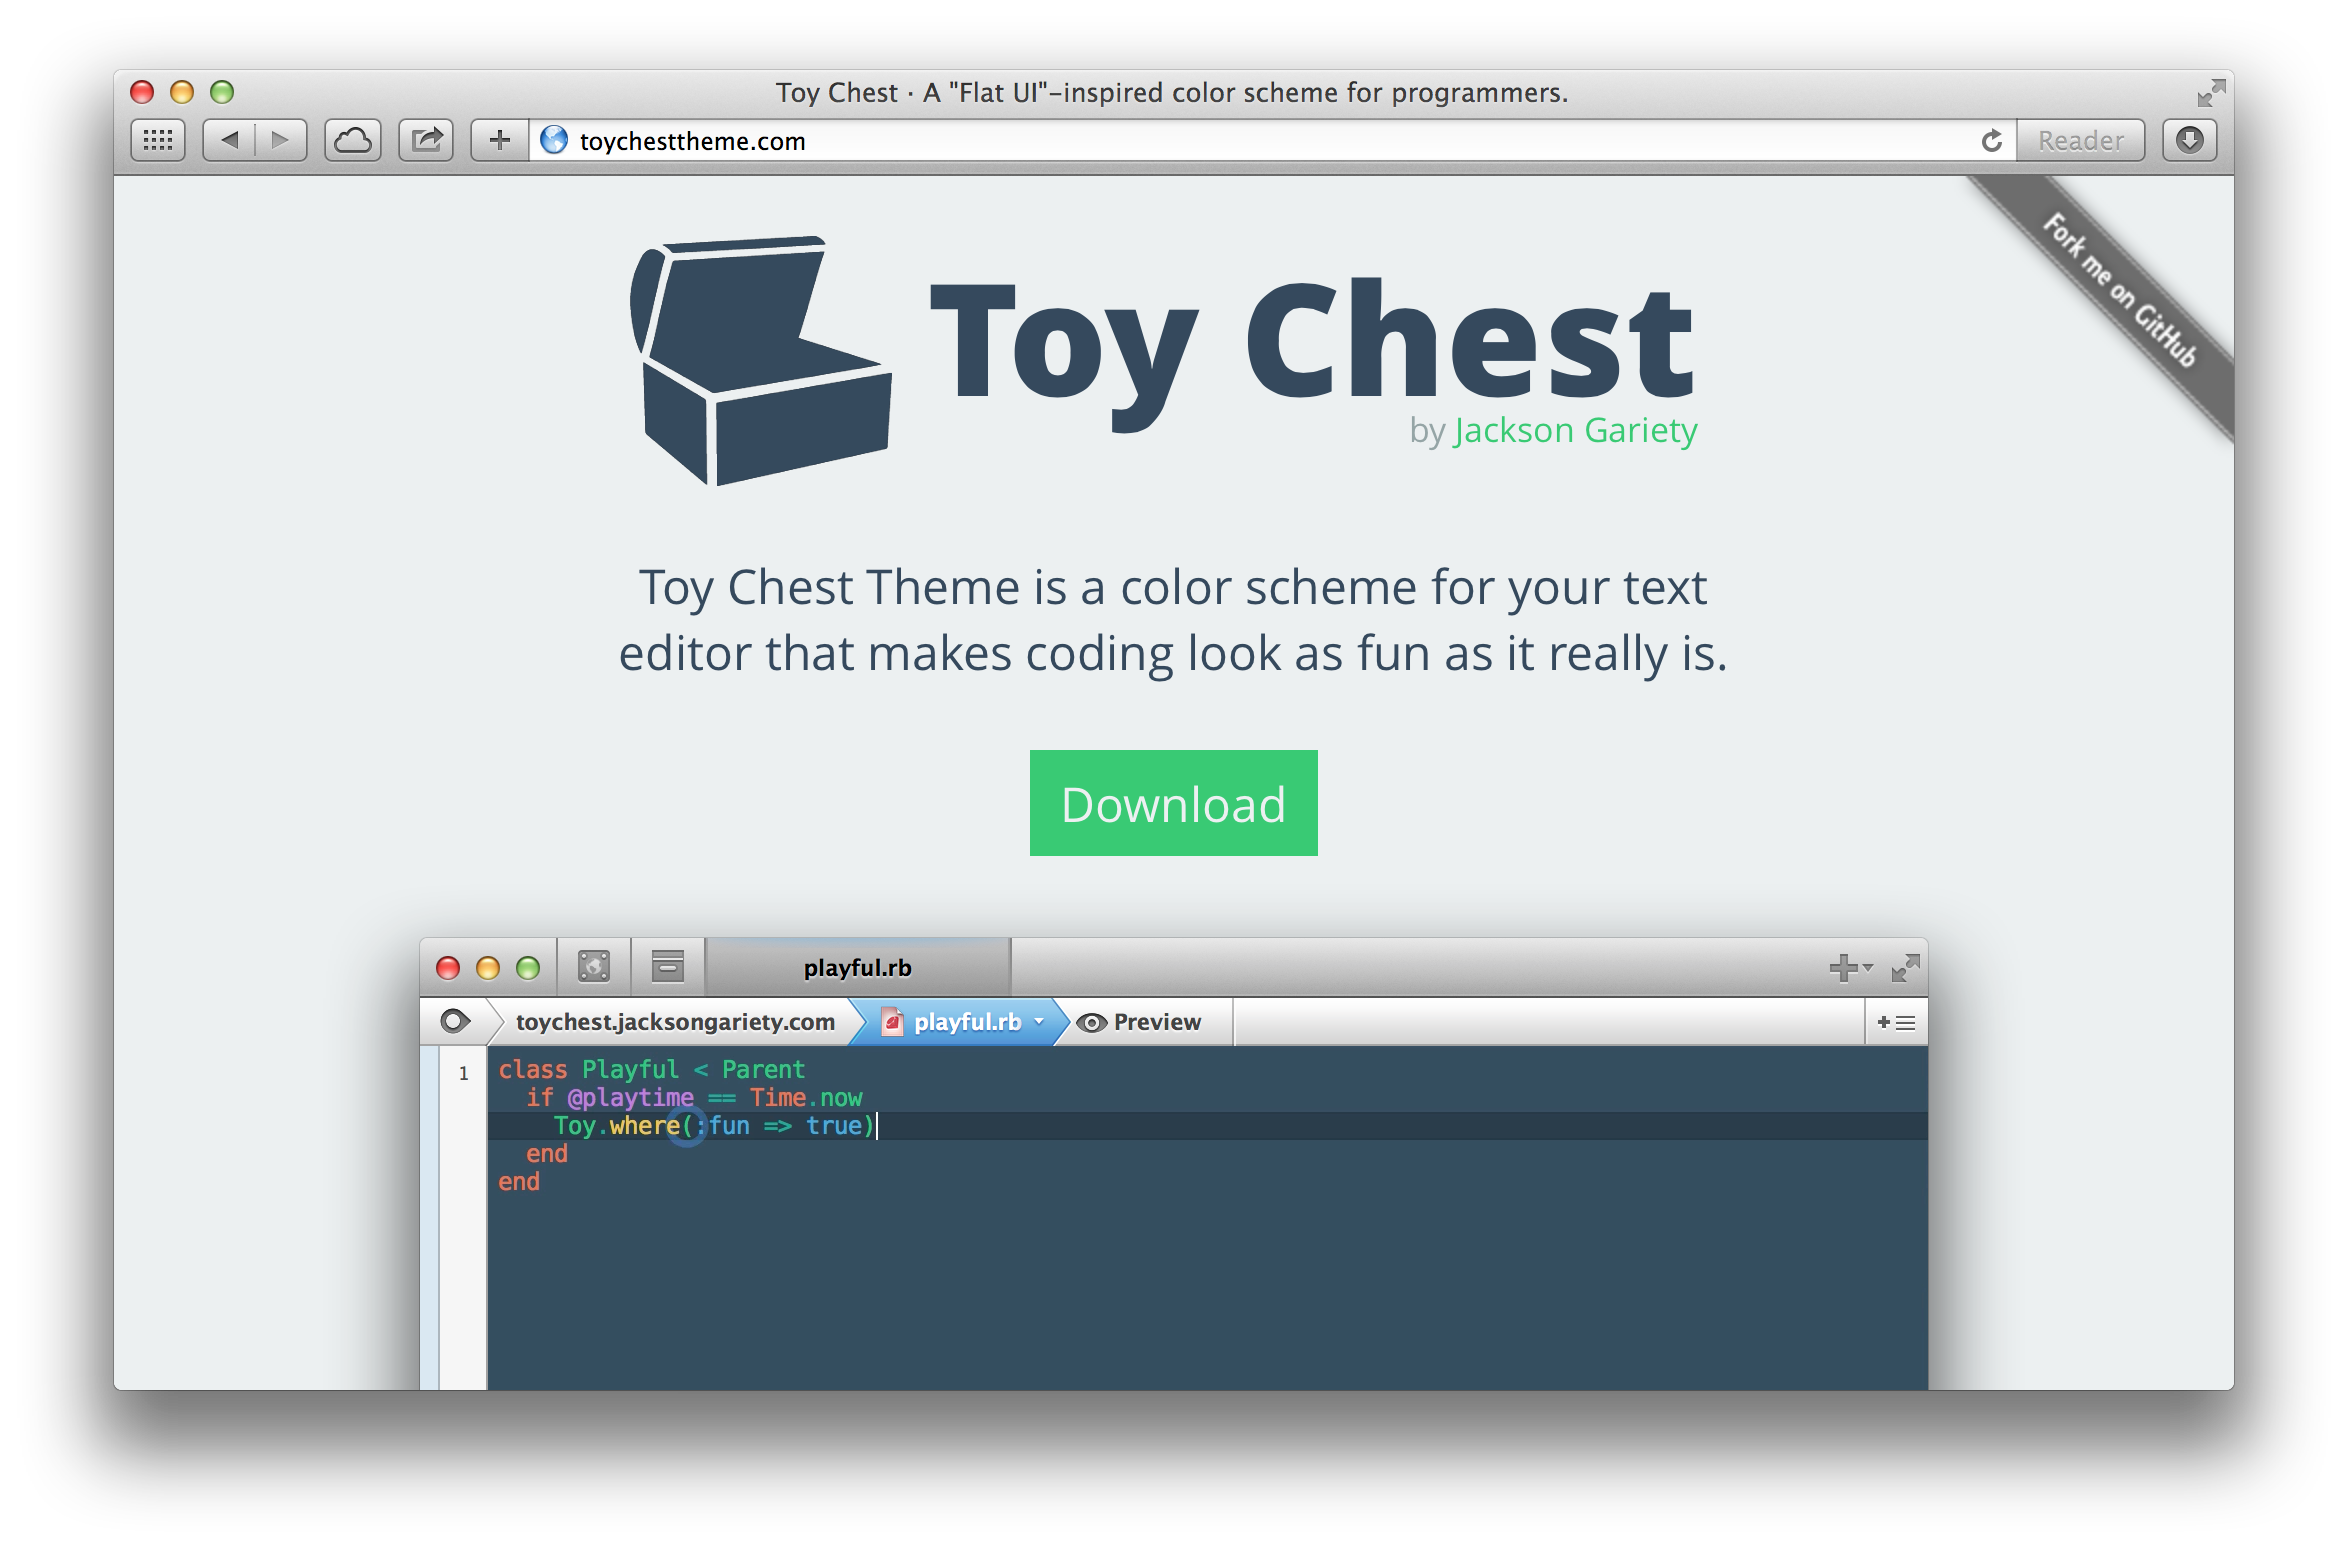 Toy Chest · A "Flat UI"-inspired color scheme for programmers.
toychesttheme.com
Reader
Fork me on GitHub
Toy Chest
by Jackson Gariety
Toy Chest Theme is a color scheme for your text
editor that makes coding look as fun as it really is.
Download
playful.rb
toychest.jacksongariety.com
playful.rb
Preview
1
class Playful < Parent
  if @playtime == Time.now
    Toy.where(:fun => true)
  end
end